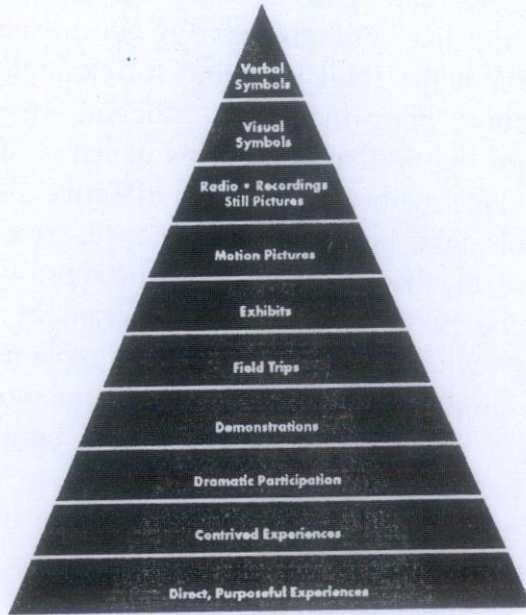 Verbal
Symbols
Visual
Symbols
Radio • Recordings
Still Pictures
Motion Pictures
Exhibits
Field Trips
Demonstrations
Dramatic Participation
Contrived Experiences
Direct, Purposeful Experiences